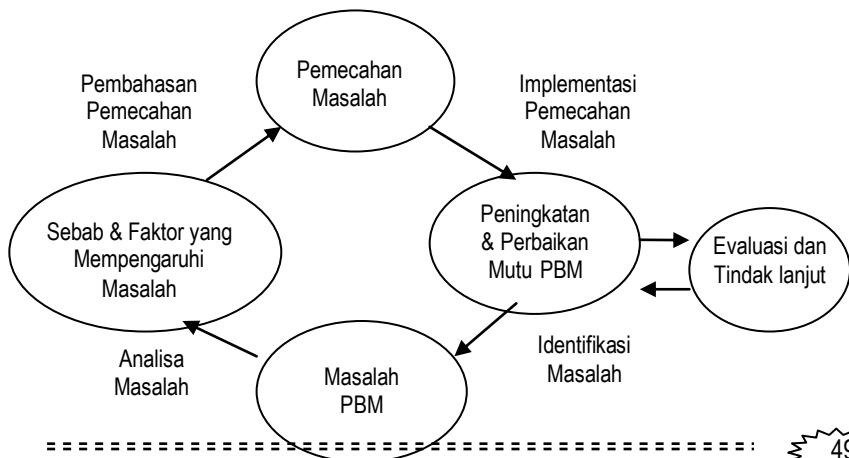 Pemecahan
Masalah
Pembahasan
Pemecahan
Masalah
Implementasi
Pemecahan
Masalah
Sebab & Faktor yang
Mempengaruhi
Masalah
Peningkatan
& Perbaikan
Mutu PBM
Evaluasi dan
Tindak lanjut
Analisa
Masalah
Masalah
PBM
Identifikasi
Masalah
49